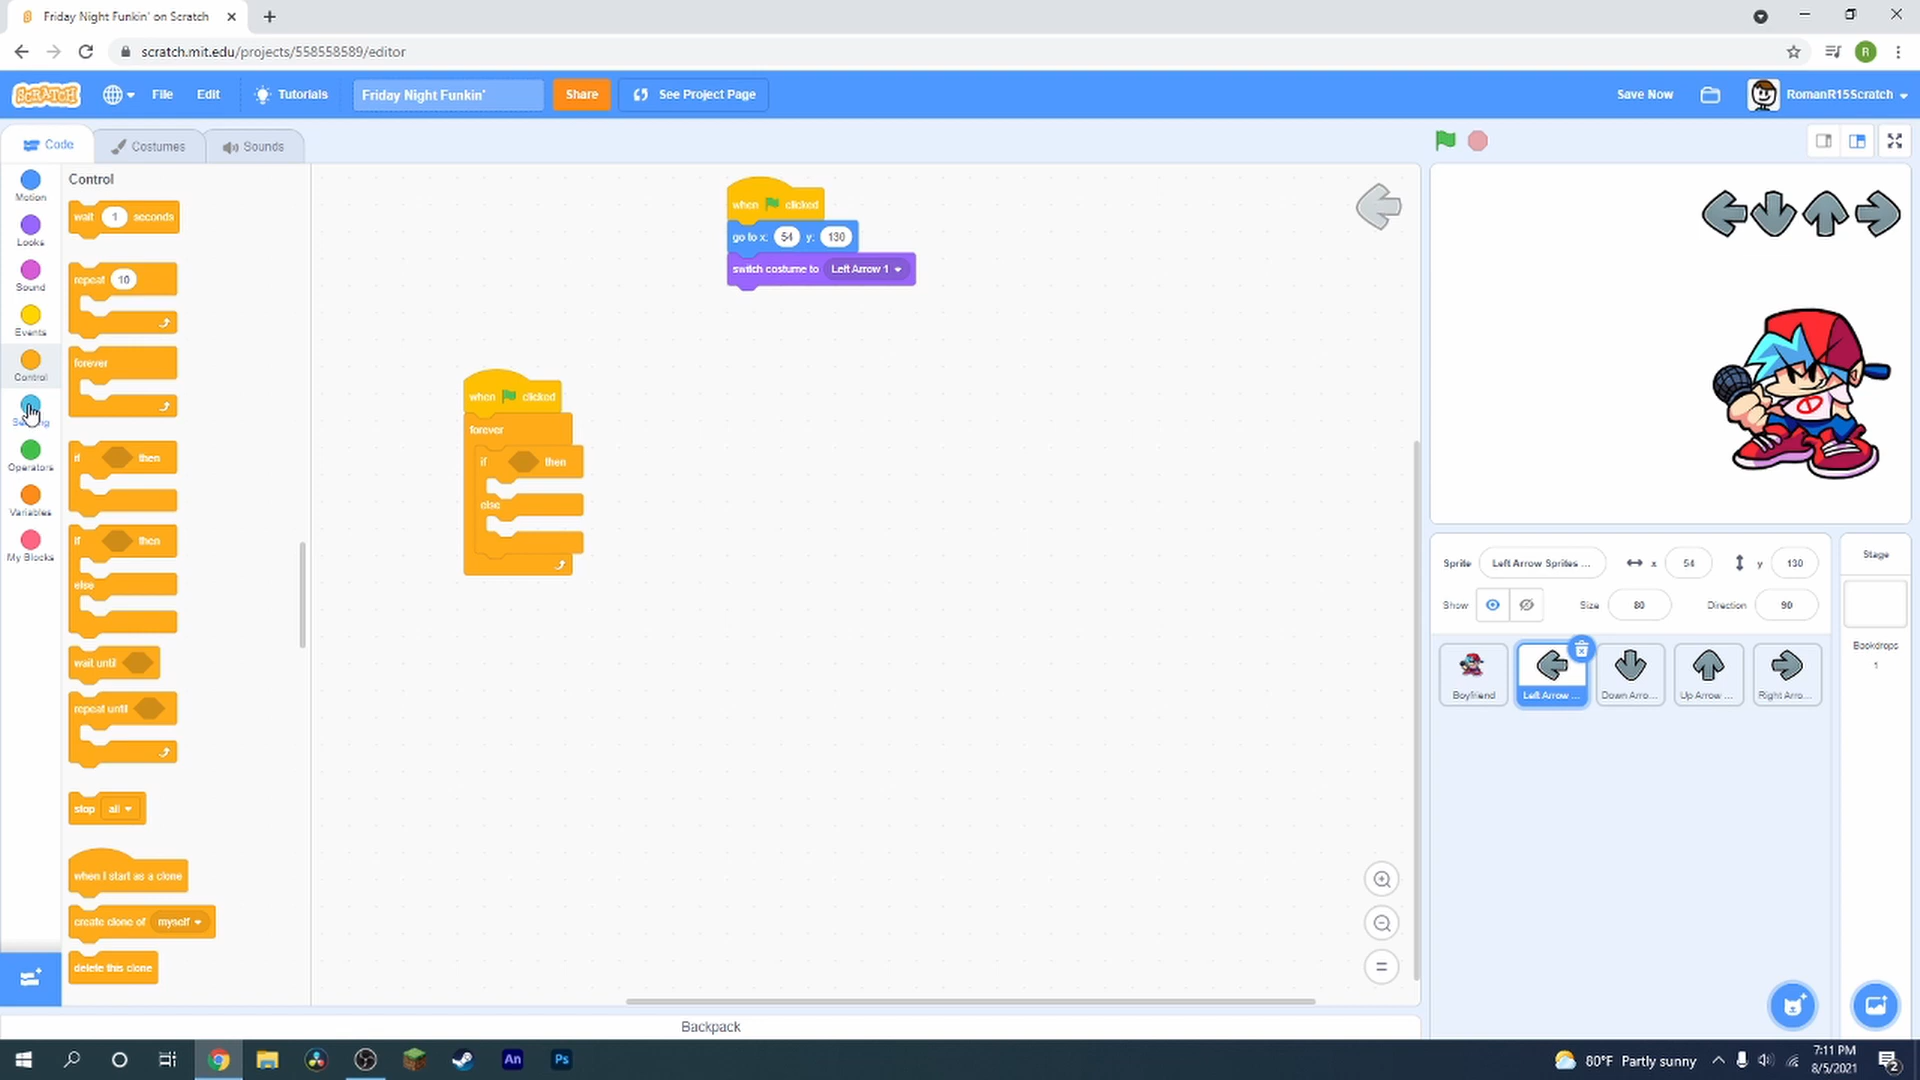 Friday Night Funkin' on Scratch
scratch.mit.edu/projects/558558589/editor
R
SCRATCH
File
Edit
Tutorials
Friday Night Funkin'
Share
See Project Page
Save Now
RomanR15Scratch
Code
Costumes
Sounds
Motion
Looks
Sound
Events
Control
Operators
Variables
My Blocks
Control
wait 1 seconds
repeat 10
forever
if then
if then
else
wait until
repeat until
stop all
when I start as a clone
create clone of myself
delete this clone
when clicked
go to x: 54 y: 130
switch costume to Left Arrow 1
when clicked
forever
if then
else
Sprite Left Arrow Sprites ... x 54 y 130
Show Size 80 Direction 90
Boyfriend
Left Arrow ...
Down Arro...
Up Arrow ...
Right Arro...
Stage
Backdrops
1
Backpack
An
Ps
80°F Partly sunny
7:11 PM
8/5/2021
2